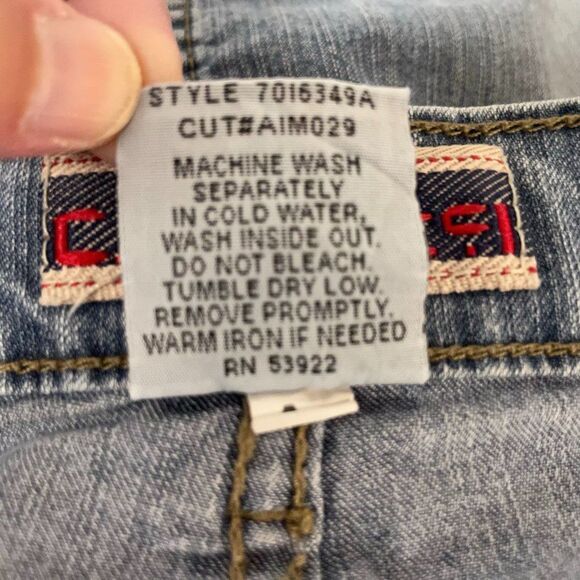 STYLE 7016349A
CUT#AIM029
MACHINE WASH
SEPARATELY
IN COLD WATER,
WASH INSIDE OUT.
DO NOT BLEACH.
TUMBLE DRY LOW.
REMOVE PROMPTLY.
WARM IRON IF NEEDED
RN 53922